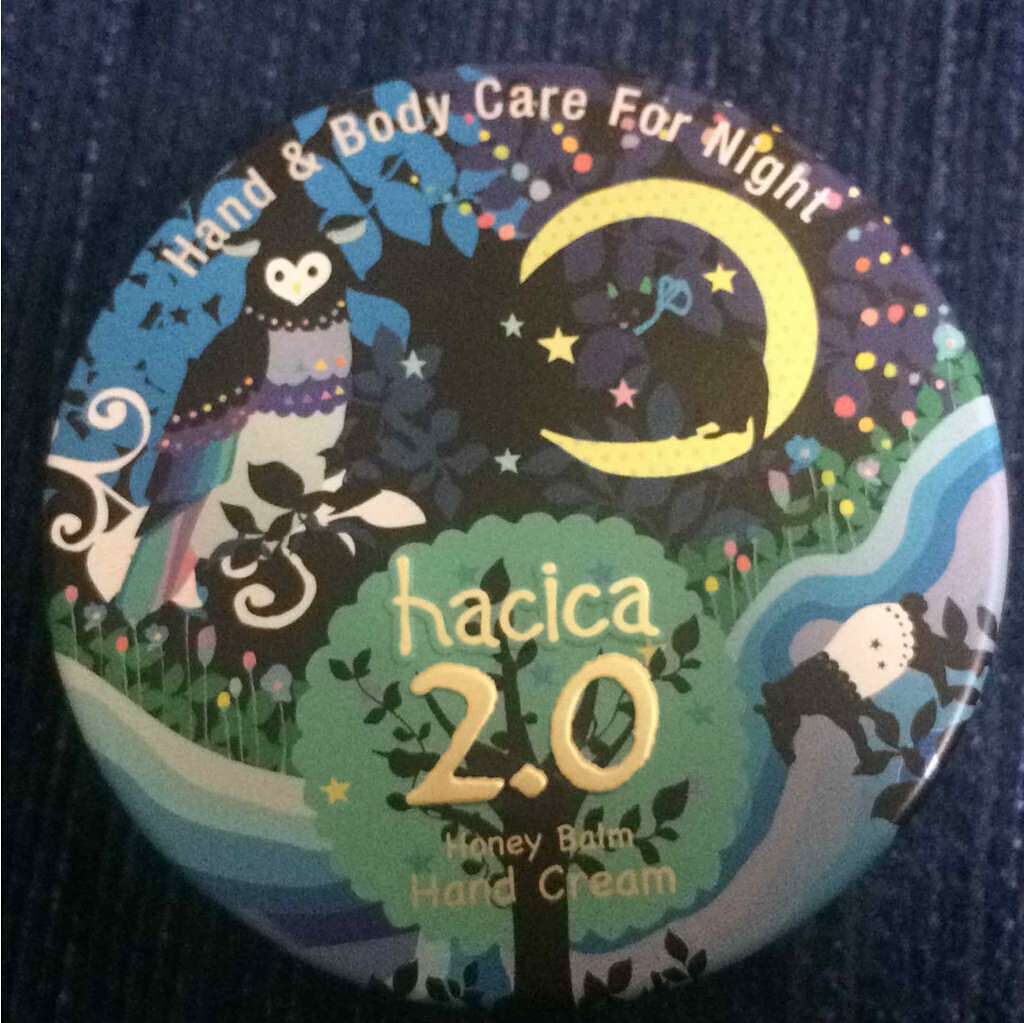 Hand & Body Care For Night
hacica
2.0
Honey Balm
Hand Cream